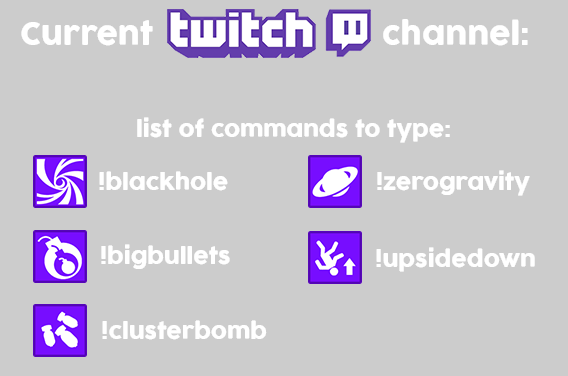 Current twitch channel:
list of commands to type:
!blackhole !zerogravity
!bigbullets !upsidedown
!clusterbomb